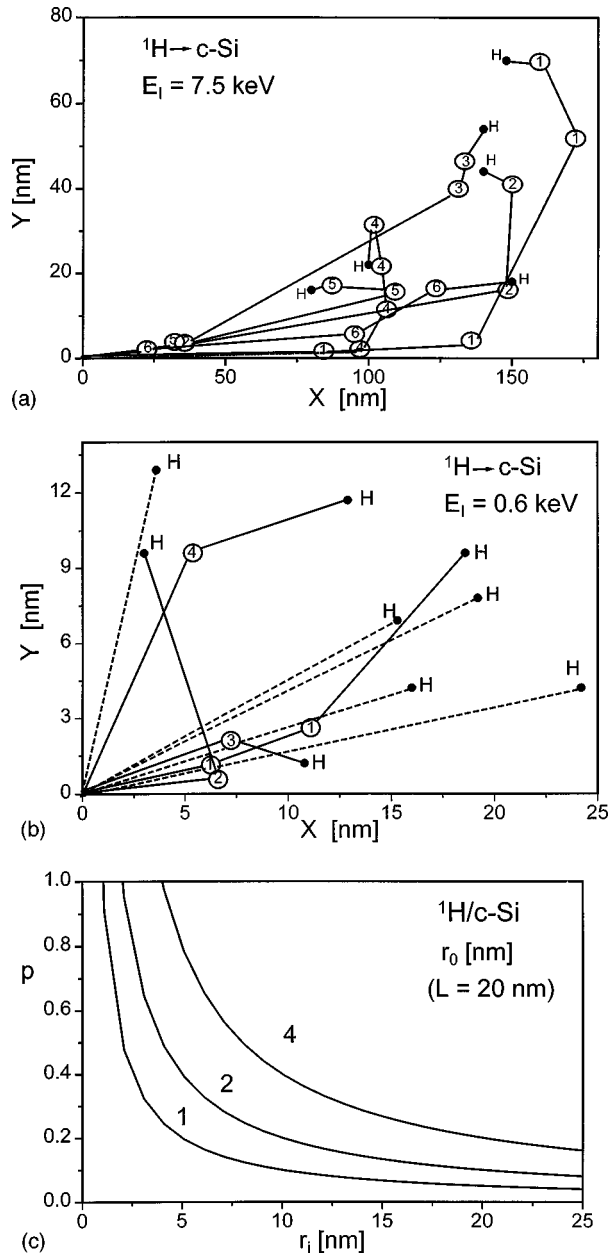 80
60
40
20
0
Y [nm]
¹H→ c-Si
E_I = 7.5 keV
H
1
1
H
3
3
H
2
4
H
4
H
5
5
6
H
2
4
6
2
5
6
1
4
1
0
50
100
150
X [nm]
(a)
12
9
6
3
0
Y [nm]
¹H→ c-Si
E_I = 0.6 keV
H
H
4
H
H
H
H
H
3
1
H
1
2
H
0
5
10
15
20
25
X [nm]
(b)
1.0
0.8
0.6
0.4
0.2
0.0
p
¹H/c-Si
r₀ [nm]
(L = 20 nm)
4
2
1
0
5
10
15
20
25
r_i [nm]
(c)